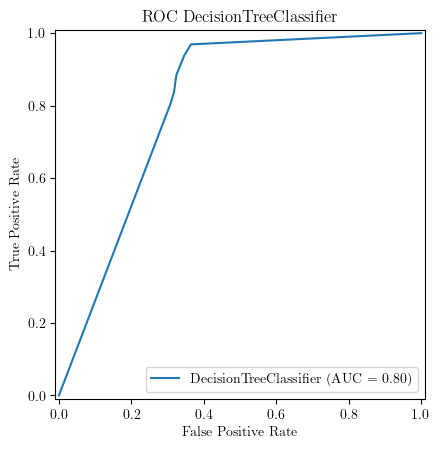 ROC DecisionTreeClassifier
1.0
0.8
0.6
0.4
0.2
0.0
True Positive Rate
DecisionTreeClassifier (AUC = 0.80)
0.0 0.2 0.4 0.6 0.8 1.0
False Positive Rate